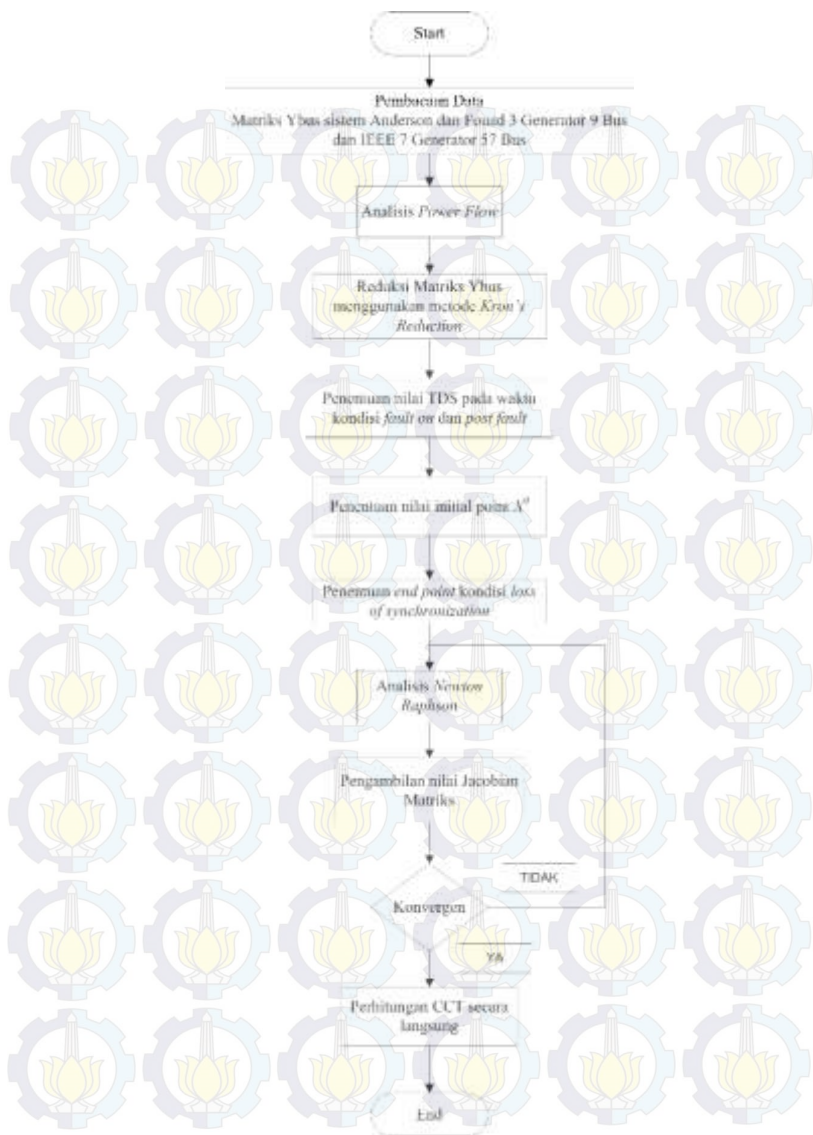 Start
Pembacaan Data
Matriks Ybus sistem Anderson dan Fouad 3 Generator 9 Bus
dan IEEE 7 Generator 57 Bus
Analisis Power Flow
Reduksi Matriks Ybus
menggunakan metode Kron's
Reduction
Penentuan nilai TDS pada waktu
kondisi fault on dan post fault
Penentuan nilai initial point
Penentuan end point kondisi loss
of synchronization
Analisis Newton
Raphson
Pengambilan nilai Jacobian
Matriks
TIDAK
Konvergen
YA
Perhitungan CCT secara
langsung
End